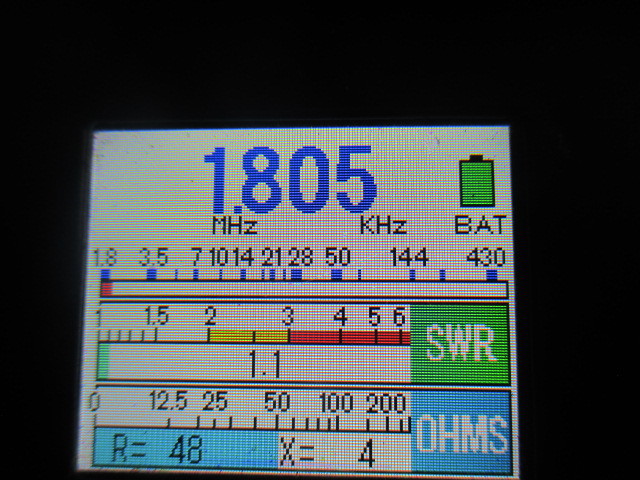 1.805
MHz KHz BAT
1.8 3.5 7 10 14 21 28 50 144 430
1 1.5 2 3 4 5 6
SWR
1.1
0 12.5 25 50 100 200
OHMS
R= 48 X= 4